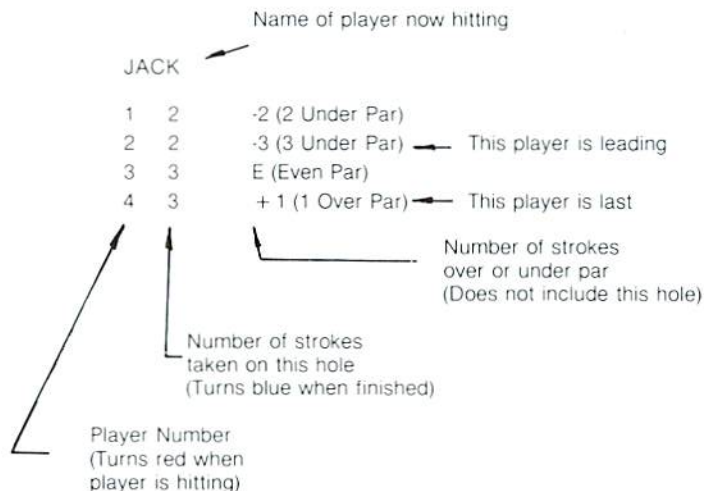 Name of player now hitting
JACK
1 2 -2 (2 Under Par)
2 2 -3 (3 Under Par) This player is leading
3 3 E (Even Par)
4 3 + 1 (1 Over Par) This player is last
Number of strokes
over or under par
(Does not include this hole)
Number of strokes
taken on this hole
(Turns blue when finished)
Player Number
(Turns red when
player is hitting)